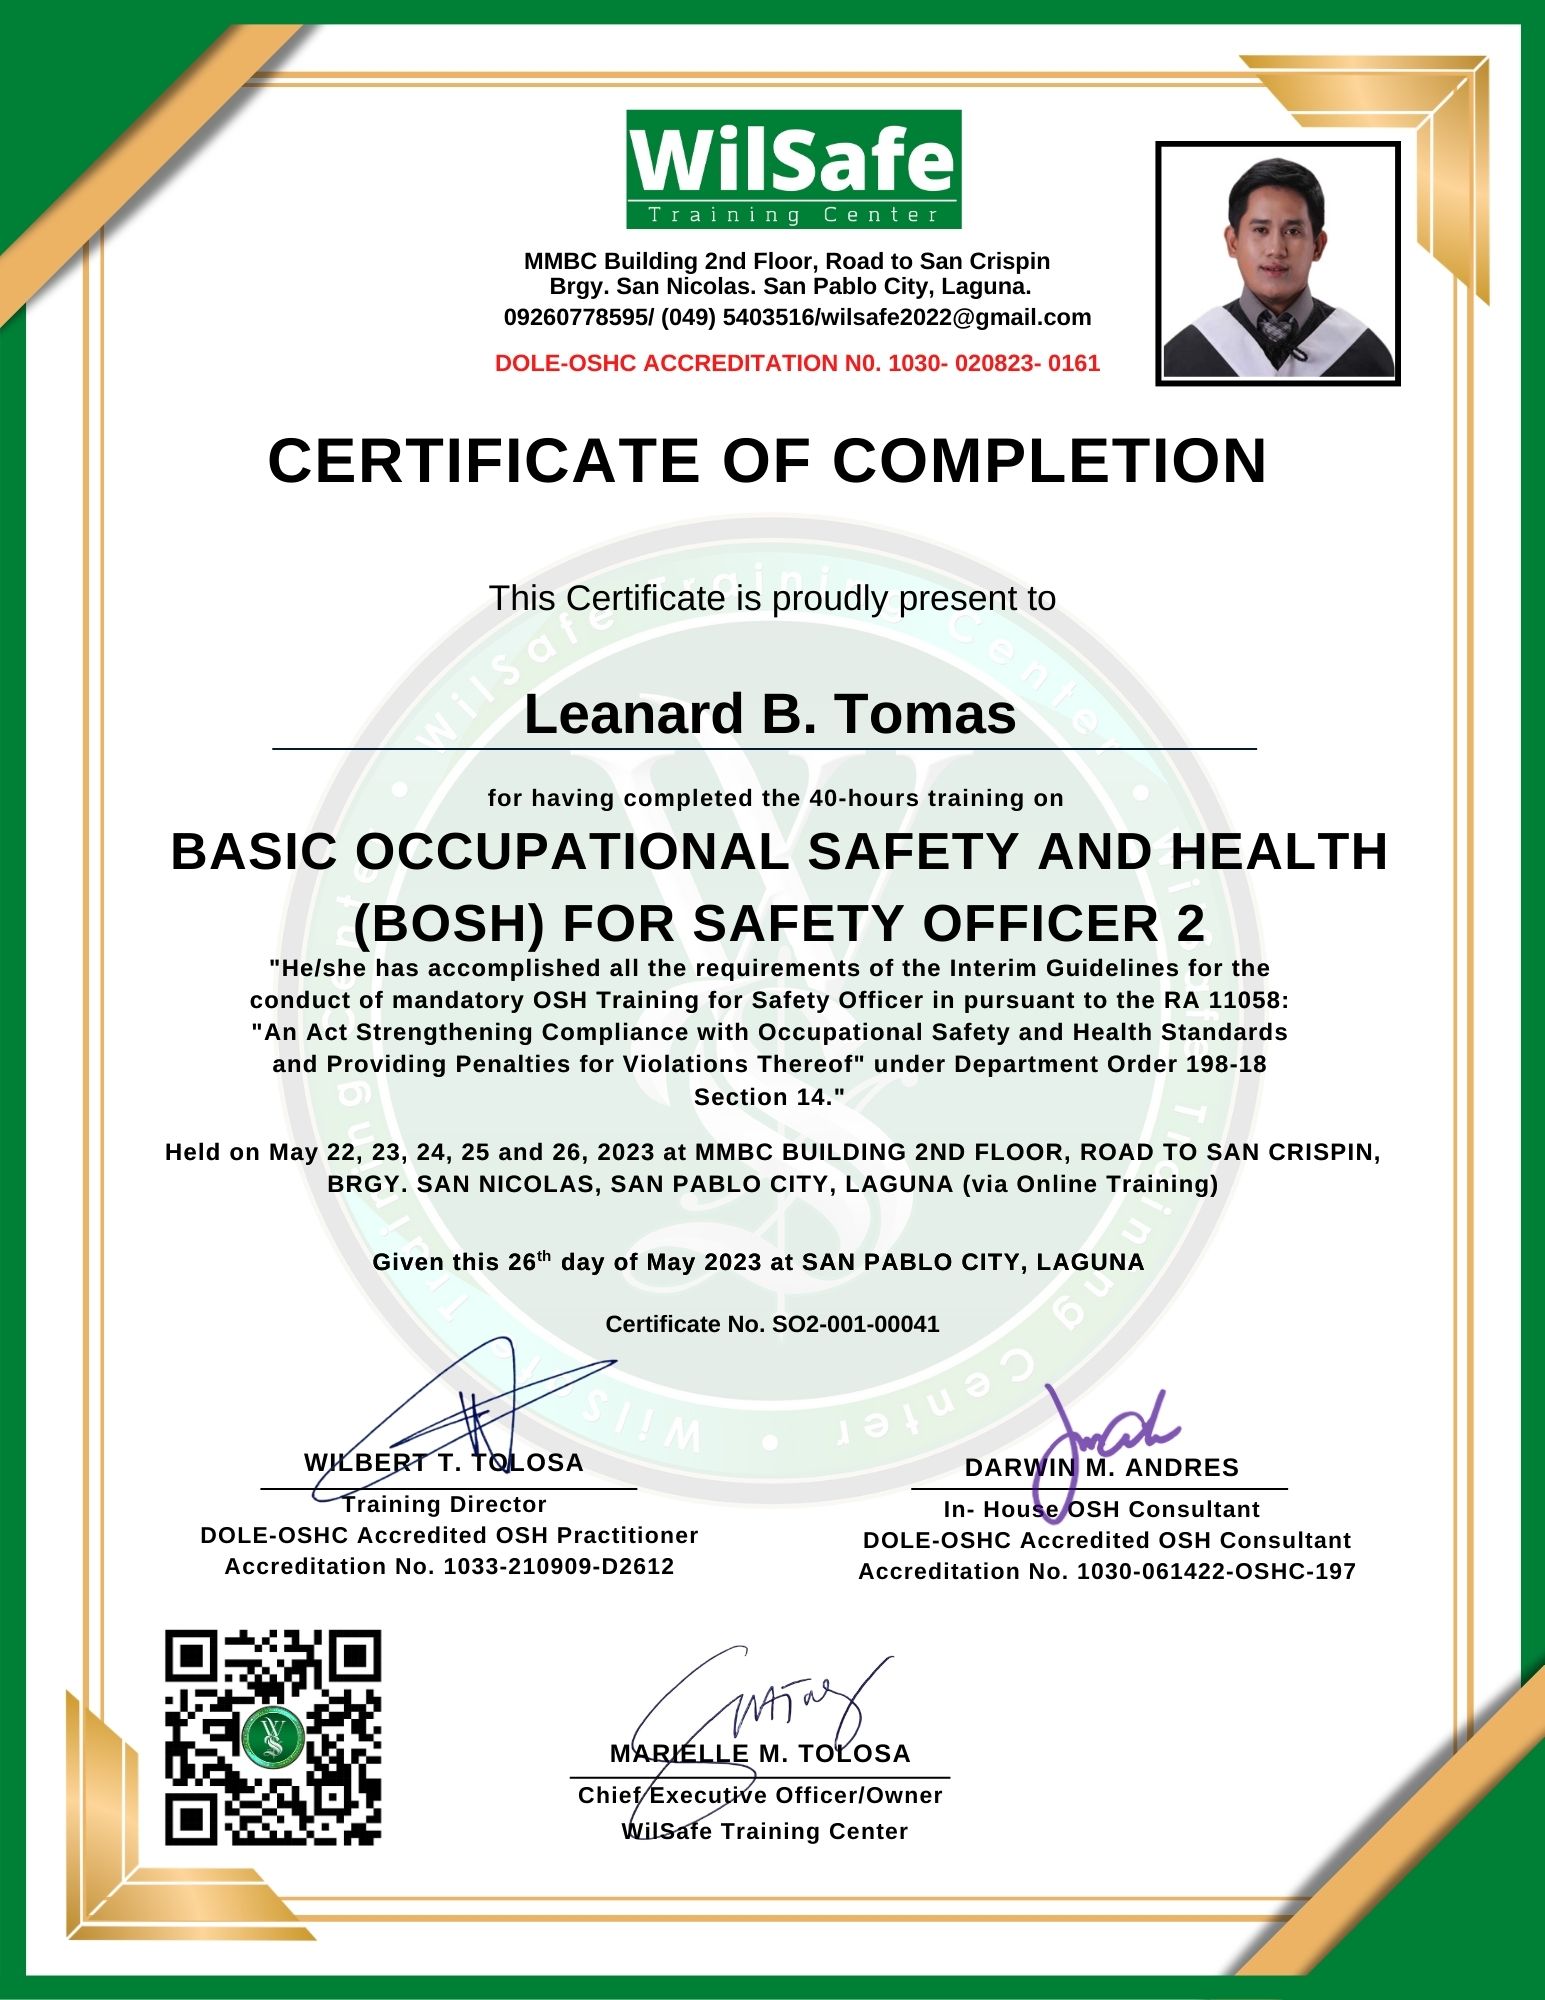 WilSafe
Training Center
MMBC Building 2nd Floor, Road to San Crispin
Brgy. San Nicolas. San Pablo City, Laguna.
09260778595/ (049) 5403516/wilsafe2022@gmail.com
DOLE-OSHC ACCREDITATION N0. 1030- 020823- 0161
CERTIFICATE OF COMPLETION
This Certificate is proudly present to
Leanard B. Tomas
for having completed the 40-hours training on
BASIC OCCUPATIONAL SAFETY AND HEALTH
(BOSH) FOR SAFETY OFFICER 2
"He/she has accomplished all the requirements of the Interim Guidelines for the
conduct of mandatory OSH Training for Safety Officer in pursuant to the RA 11058:
"An Act Strengthening Compliance with Occupational Safety and Health Standards
and Providing Penalties for Violations Thereof" under Department Order 198-18
Section 14."
Held on May 22, 23, 24, 25 and 26, 2023 at MMBC BUILDING 2ND FLOOR, ROAD TO SAN CRISPIN,
BRGY. SAN NICOLAS, SAN PABLO CITY, LAGUNA (via Online Training)
Given this 26th day of May 2023 at SAN PABLO CITY, LAGUNA
Certificate No. SO2-001-00041
WilSafe Training Center • WilSafe Training Center • WilSafe Training Center •
WILBERT T. TOLOSA
Training Director
DOLE-OSHC Accredited OSH Practitioner
Accreditation No. 1033-210909-D2612
DARWIN M. ANDRES
In- House OSH Consultant
DOLE-OSHC Accredited OSH Consultant
Accreditation No. 1030-061422-OSHC-197
MARIELLE M. TOLOSA
Chief Executive Officer/Owner
WilSafe Training Center